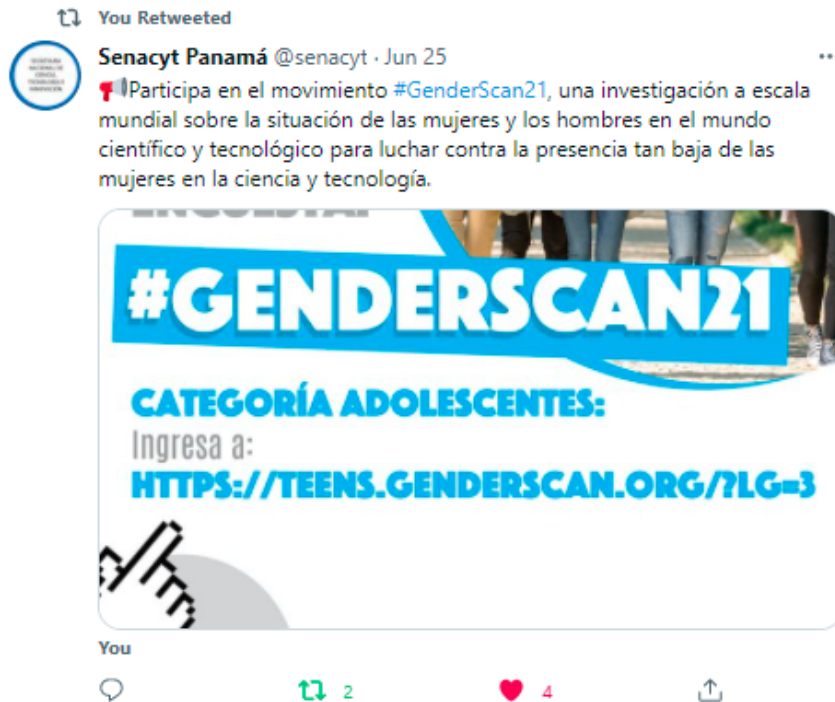 You Retweeted
Senacyt Panamá @senacyt · Jun 25
Participa en el movimiento #GenderScan21, una investigación a escala
mundial sobre la situación de las mujeres y los hombres en el mundo
científico y tecnológico para luchar contra la presencia tan baja de las
mujeres en la ciencia y tecnología.
#GENDERSCAN21
CATEGORÍA ADOLESCENTES:
Ingresa a:
HTTPS://TEENS.GENDERSCAN.ORG/?LG=3
You
2
4